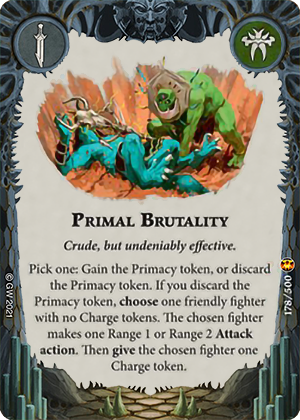 PRIMAL BRUTALITY
Crude, but undeniably effective.
Pick one: Gain the Primacy token, or discard
the Primacy token. If you discard the
Primacy token, choose one friendly fighter
with no Charge tokens. The chosen fighter
makes one Range 1 or Range 2 Attack
action. Then give the chosen fighter one
Charge token.
© GW 2021
178/500